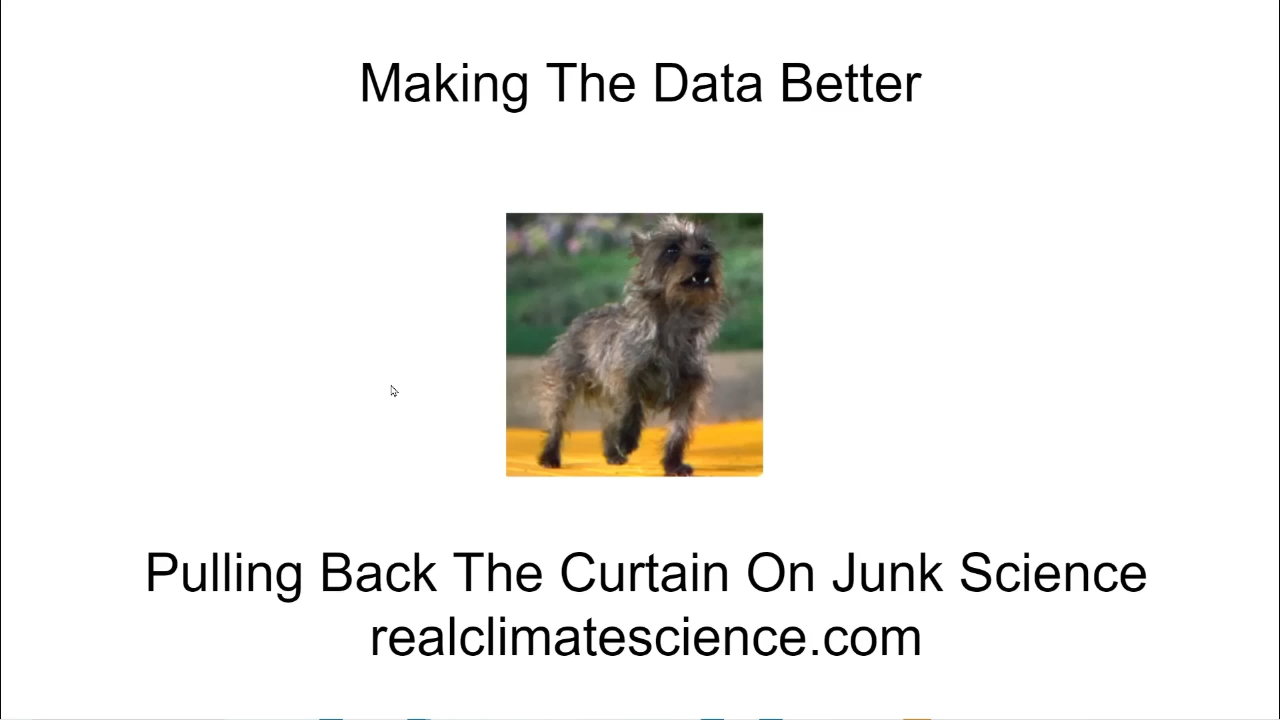 Making The Data Better
Pulling Back The Curtain On Junk Science
realclimatescience.com